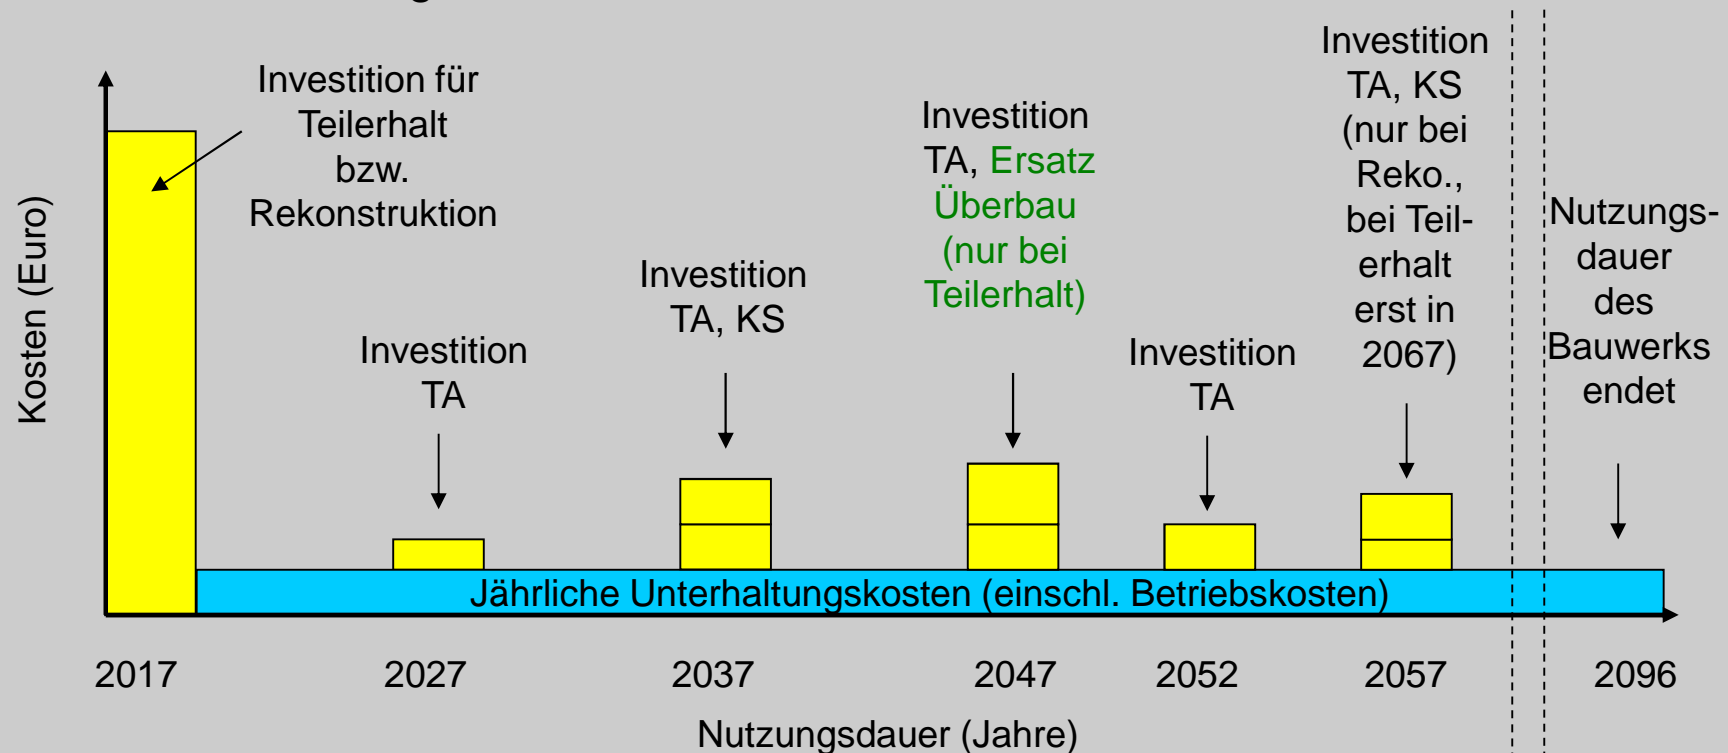 Investition für
Teilerhalt
bzw.
Rekonstruktion
Investition
TA
Investition
TA, KS
Investition
TA, Ersatz
Überbau
(nur bei
Teilerhalt)
Investition
TA
Investition
TA, KS
(nur bei
Reko.,
bei Teil-
erhalt
erst in
2067)
Nutzungs-
dauer
des
Bauwerks
endet
Kosten (Euro)
Jährliche Unterhaltungskosten (einschl. Betriebskosten)
2017 2027 2037 2047 2052 2057 2096
Nutzungsdauer (Jahre)